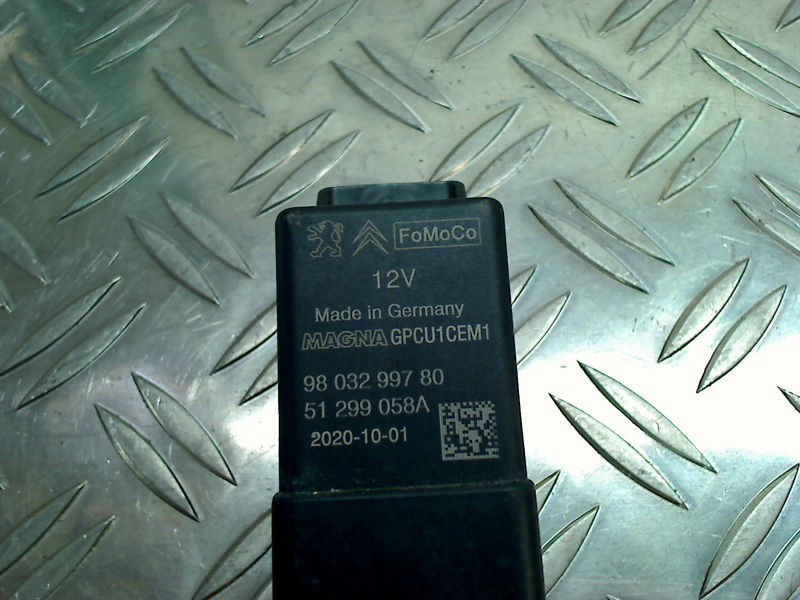 FoMoCo
12V
Made in Germany
MAGNA GPCU1CEM1
98 032 997 80
51 299 058A
2020-10-01